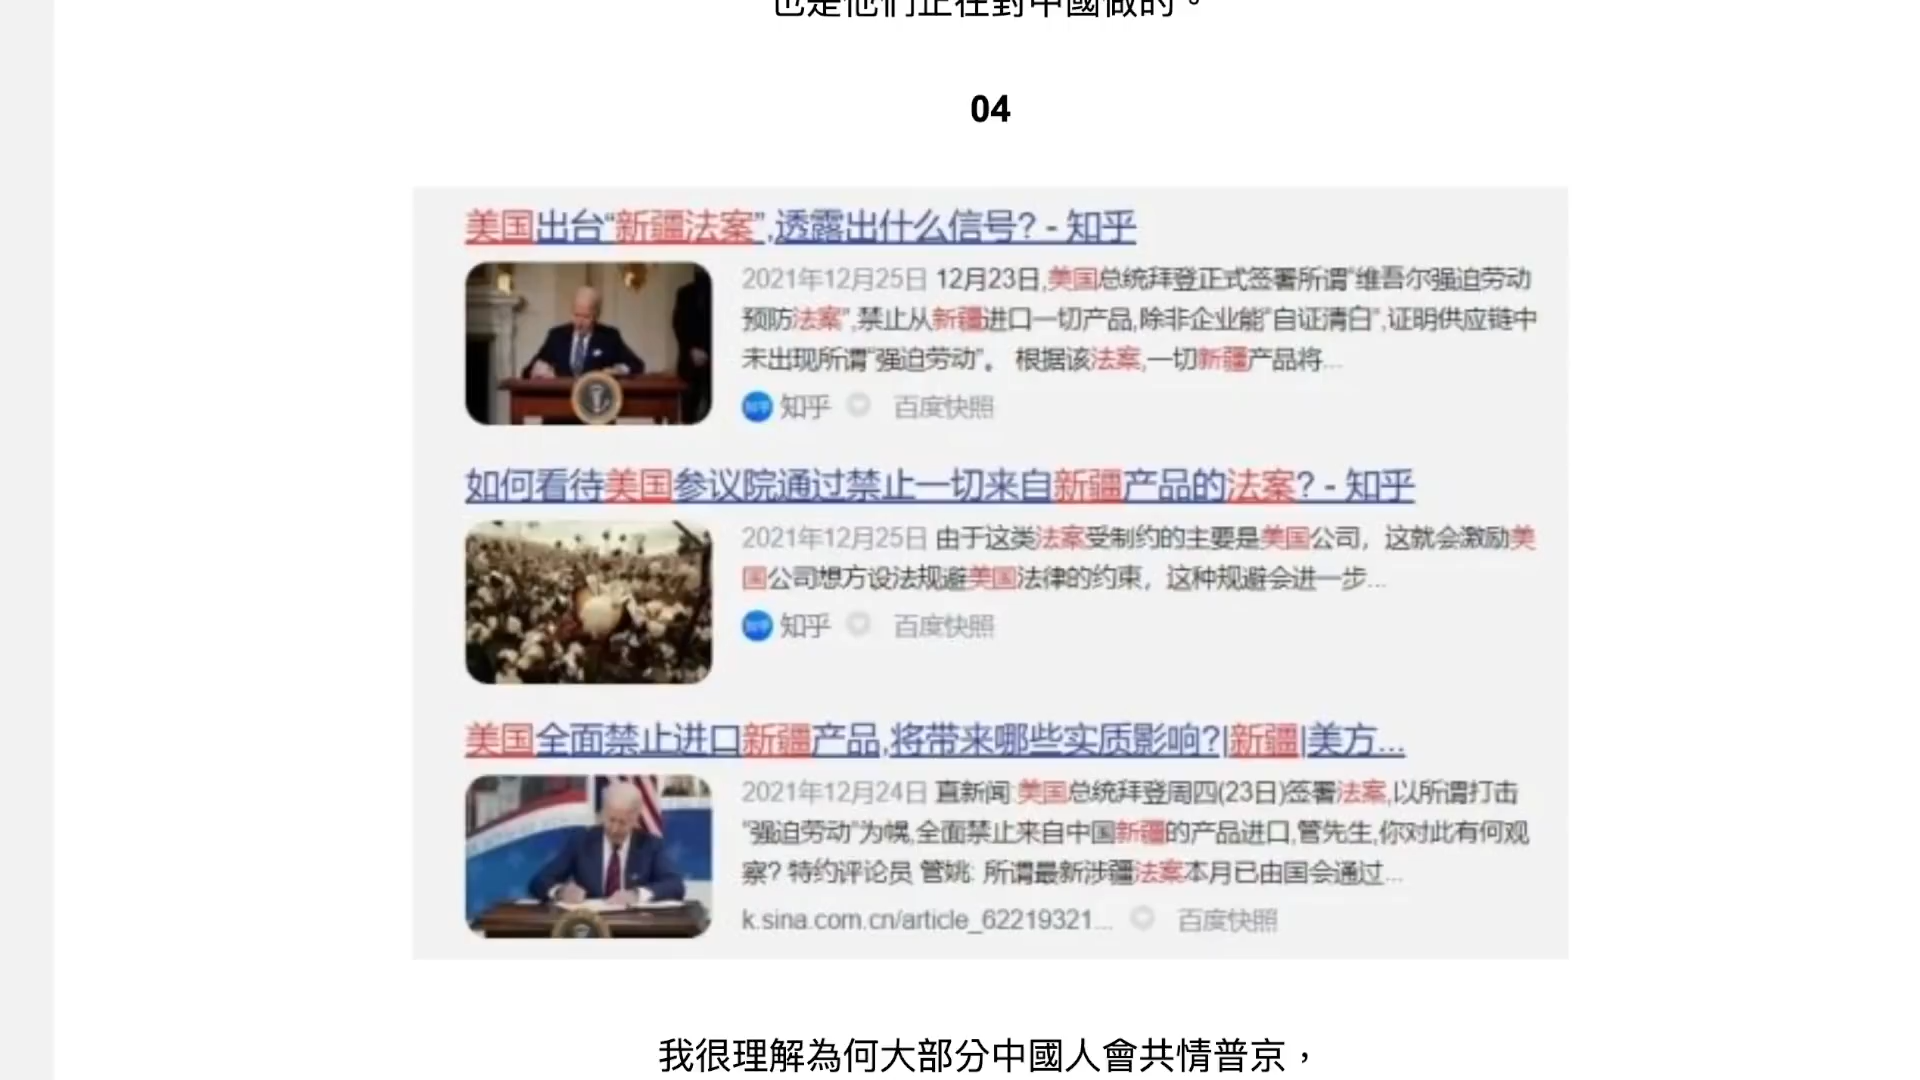 也是他們正在對中國做的。
04
美国出台“新疆法案”,透露出什么信号? - 知乎
2021年12月25日 12月23日,美国总统拜登正式签署所谓“维吾尔强迫劳动
预防法案”,禁止从新疆进口一切产品,除非企业能“自证清白”,证明供应链中
未出现所谓“强迫劳动”。 根据该法案,一切新疆产品将...
知乎 百度快照
如何看待美国参议院通过禁止一切来自新疆产品的法案? - 知乎
2021年12月25日 由于这类法案受制约的主要是美国公司，这就会激励美
国公司想方设法规避美国法律的约束，这种规避会进一步...
知乎 百度快照
美国全面禁止进口新疆产品,将带来哪些实质影响?|新疆|美方...
2021年12月24日 直新闻:美国总统拜登周四(23日)签署法案,以所谓打击
“强迫劳动”为幌,全面禁止来自中国新疆的产品进口,管先生,你对此有何观
察? 特约评论员 管姚: 所谓最新涉疆法案本月已由国会通过...
k.sina.com.cn/article_62219321... 百度快照
我很理解為何大部分中國人會共情普京，